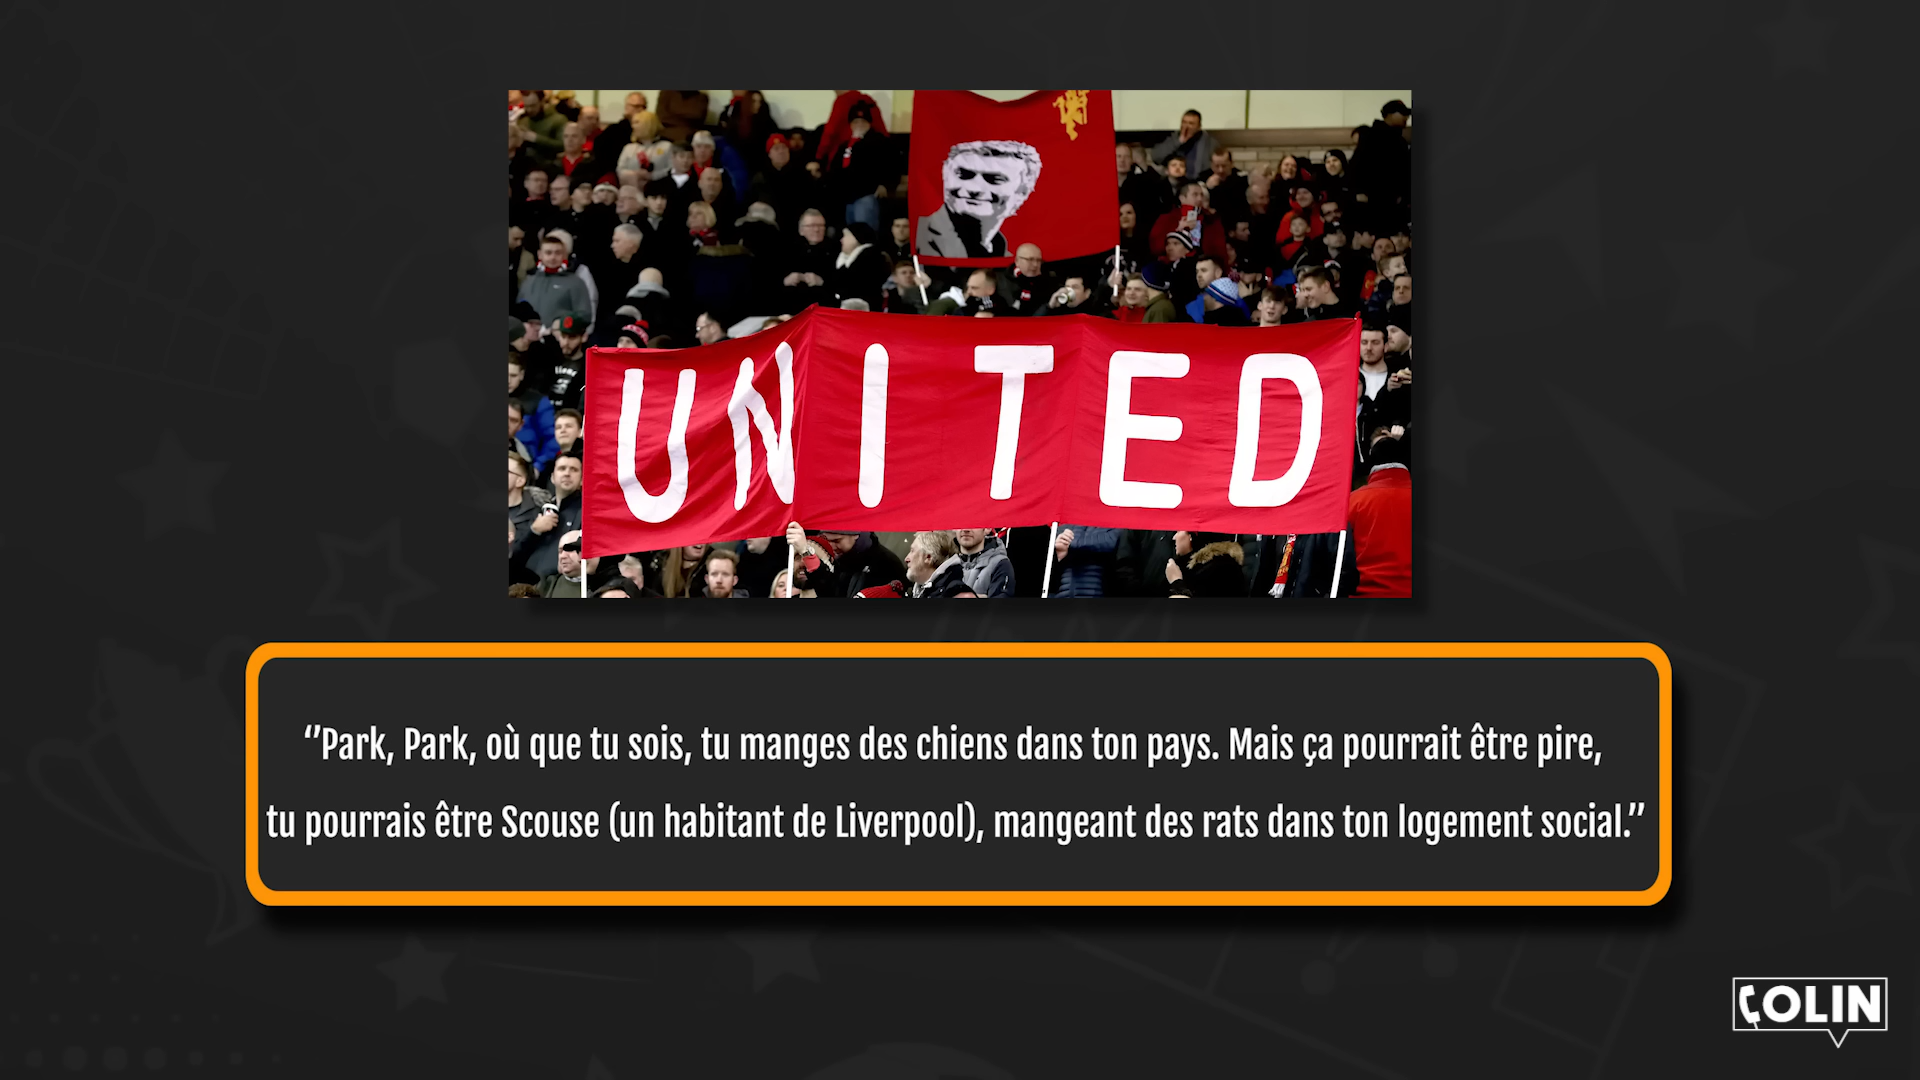 UNITED
‘’Park, Park, où que tu sois, tu manges des chiens dans ton pays. Mais ça pourrait être pire,
tu pourrais être Scouse (un habitant de Liverpool), mangeant des rats dans ton logement social.’’
COLIN